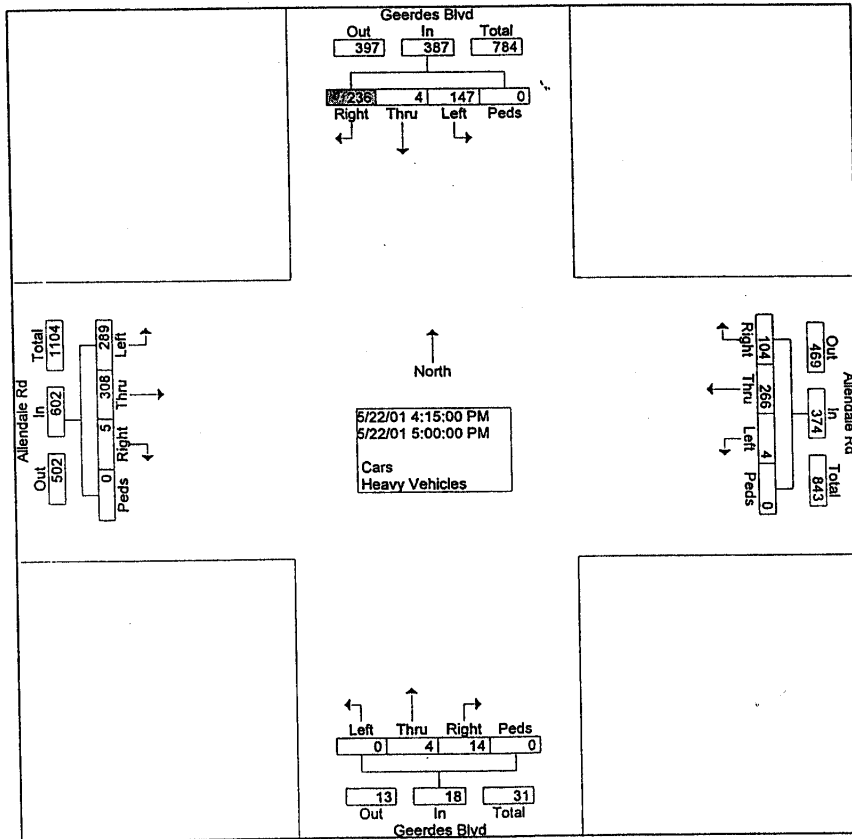 Geerdes Blvd
Out In Total
397 387 784
236 4 147 0
Right Thru Left Peds
Allendale Rd
Total In Out
1104 602 502
289 308 5 0
Left Thru Right Peds
North
5/22/01 4:15:00 PM
5/22/01 5:00:00 PM
Cars
Heavy Vehicles
Right Thru Left Peds
104 266 4 0
Out In Total
469 374 843
Allendale Rd
Left Thru Right Peds
0 4 14 0
13 18 31
Out In Total
Geerdes Blvd